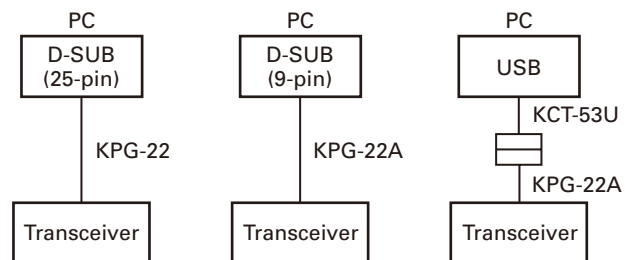 PC
D-SUB
(25-pin)
KPG-22
Transceiver
PC
D-SUB
(9-pin)
KPG-22A
Transceiver
PC
USB
KCT-53U
KPG-22A
Transceiver